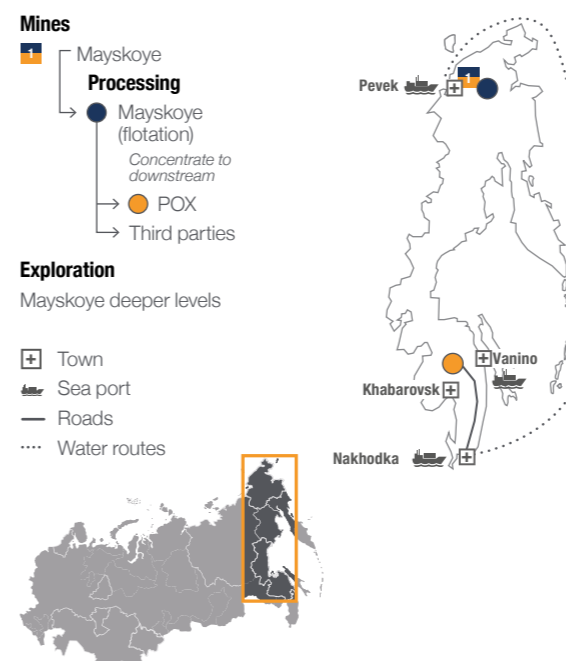 Mines
1 Mayskoye
Processing
Mayskoye
(flotation)
Concentrate to
downstream
POX
Third parties
Exploration
Mayskoye deeper levels
Town
Sea port
Roads
Water routes
Pevek
1
Vanino
Khabarovsk
Nakhodka